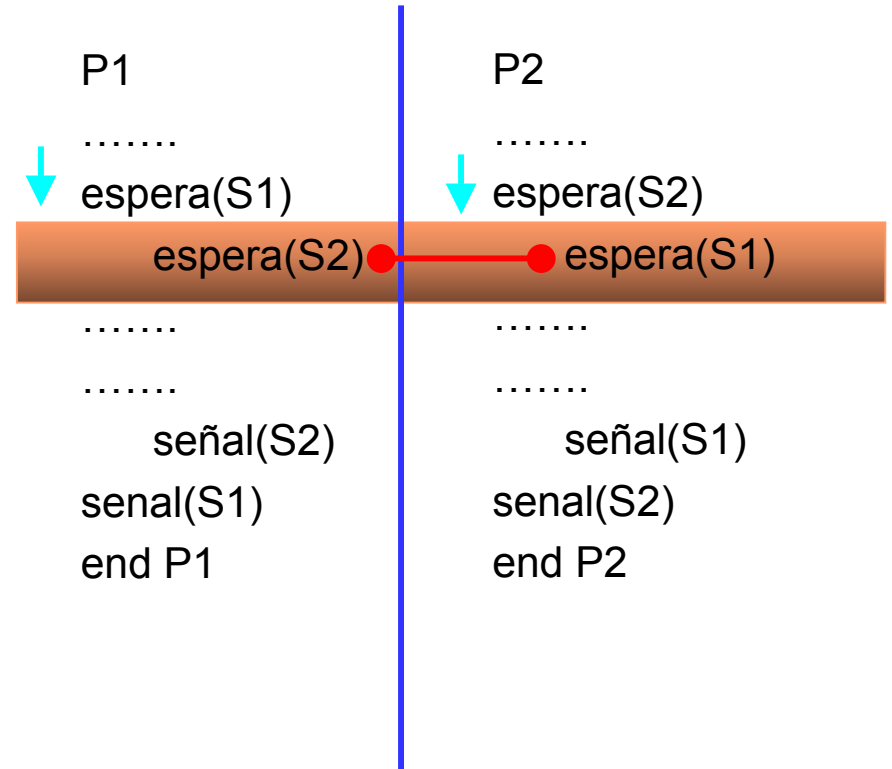 P1
.......
espera(S1)
espera(S2)
.......
.......
señal(S2)
senal(S1)
end P1
P2
.......
espera(S2)
espera(S1)
.......
.......
señal(S1)
senal(S2)
end P2